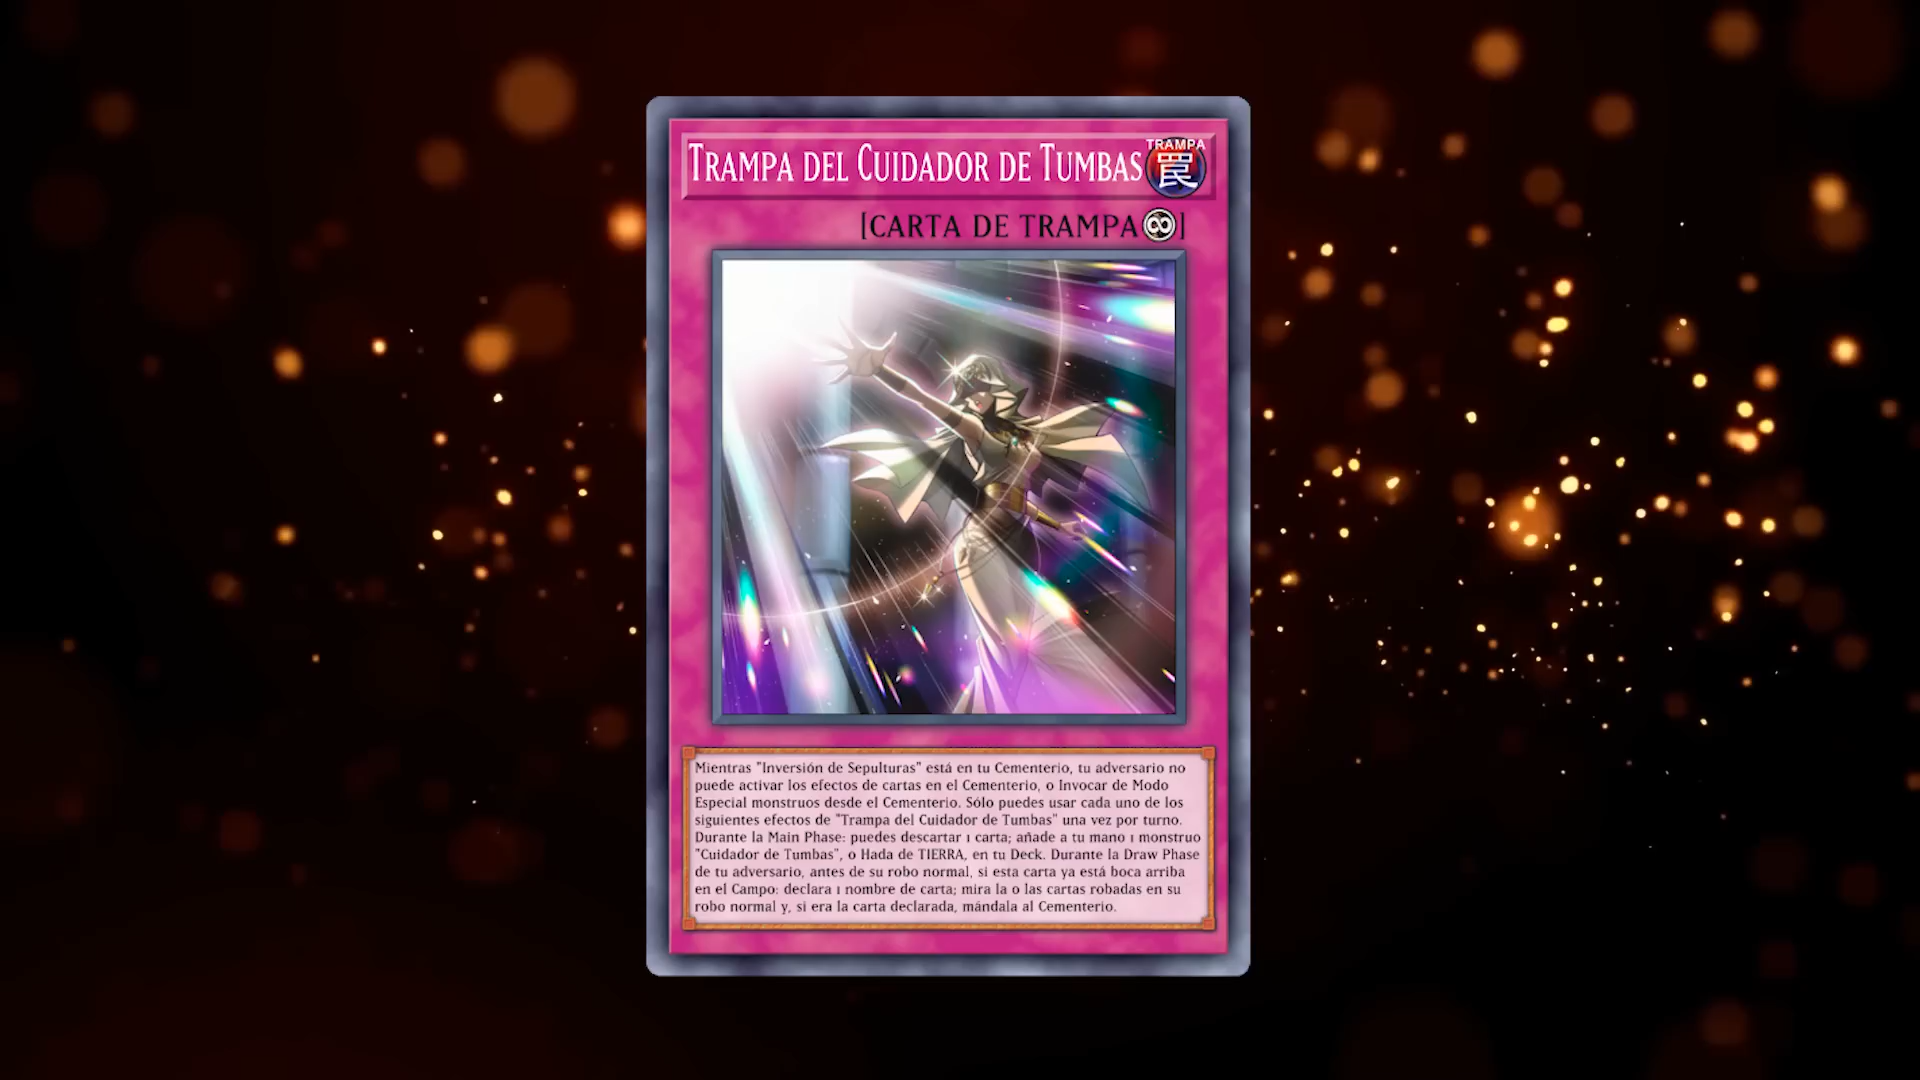 TRAMPA DEL CUIDADOR DE TUMBAS
TRAMPA
罠
[CARTA DE TRAMPA∞]
Mientras "Inversión de Sepulturas" está en tu Cementerio, tu adversario no
puede activar los efectos de cartas en el Cementerio, o Invocar de Modo
Especial monstruos desde el Cementerio. Sólo puedes usar cada uno de los
siguientes efectos de "Trampa del Cuidador de Tumbas" una vez por turno.
Durante la Main Phase: puedes descartar 1 carta; añade a tu mano 1 monstruo
"Cuidador de Tumbas", o Hada de TIERRA, en tu Deck. Durante la Draw Phase
de tu adversario, antes de su robo normal, si esta carta ya está boca arriba
en el Campo: declara 1 nombre de carta; mira la o las cartas robadas en su
robo normal y, si era la carta declarada, mándala al Cementerio.